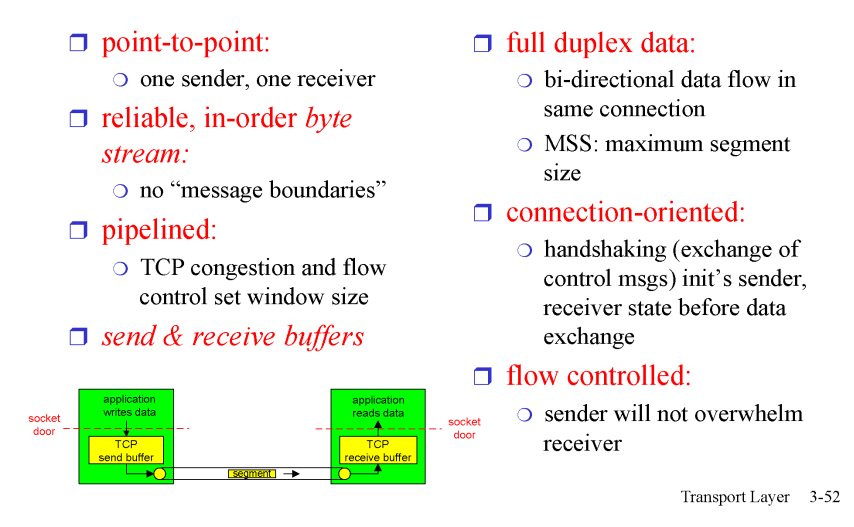 point-to-point:
one sender, one receiver
reliable, in-order byte
stream:
no “message boundaries”
pipelined:
TCP congestion and flow
control set window size
send & receive buffers
application
writes data
socket
door
TCP
send buffer
segment
application
reads data
TCP
receive buffer
socket
door
full duplex data:
bi-directional data flow in
same connection
MSS: maximum segment
size
connection-oriented:
handshaking (exchange of
control msgs) init’s sender,
receiver state before data
exchange
flow controlled:
sender will not overwhelm
receiver
Transport Layer 3-52